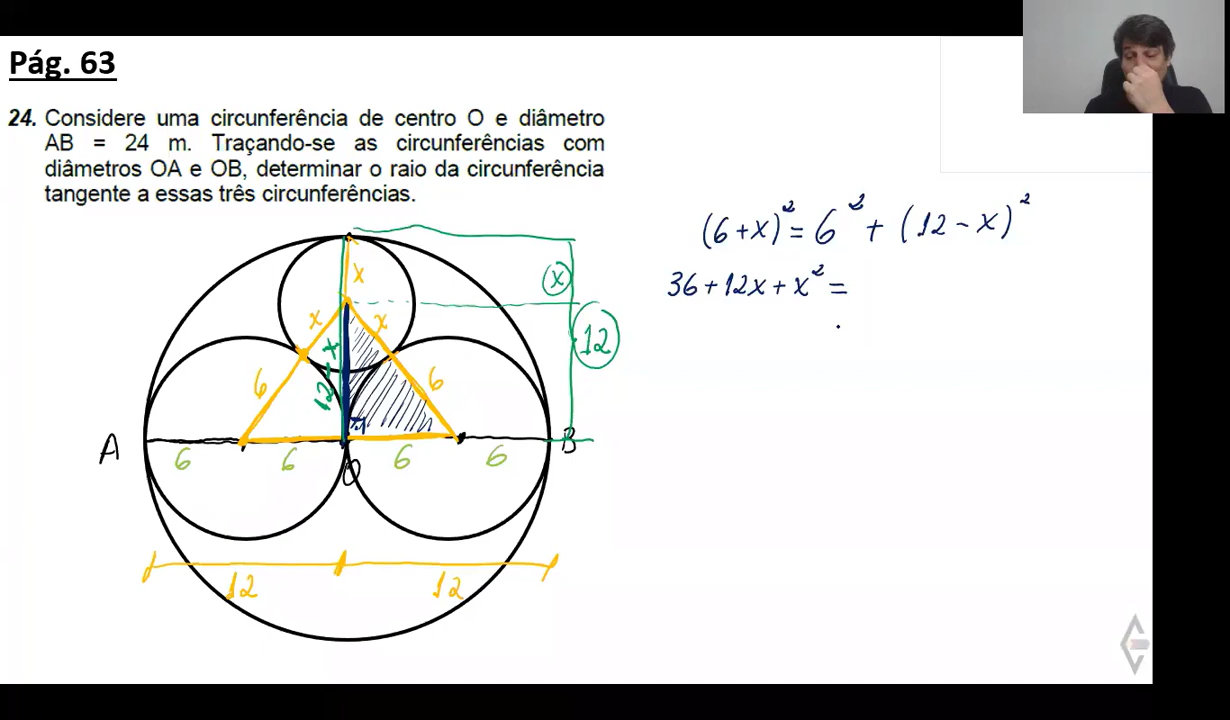 Pág. 63
24. Considere uma circunferência de centro O e diâmetro
AB = 24 m. Traçando-se as circunferências com
diâmetros OA e OB, determinar o raio da circunferência
tangente a essas três circunferências.
(6+x)² = 6² + (12-x)²
36+12x+x² =
x
x
x
x
12
12-x
6
6
A
B
O
6
6
6
6
12
12